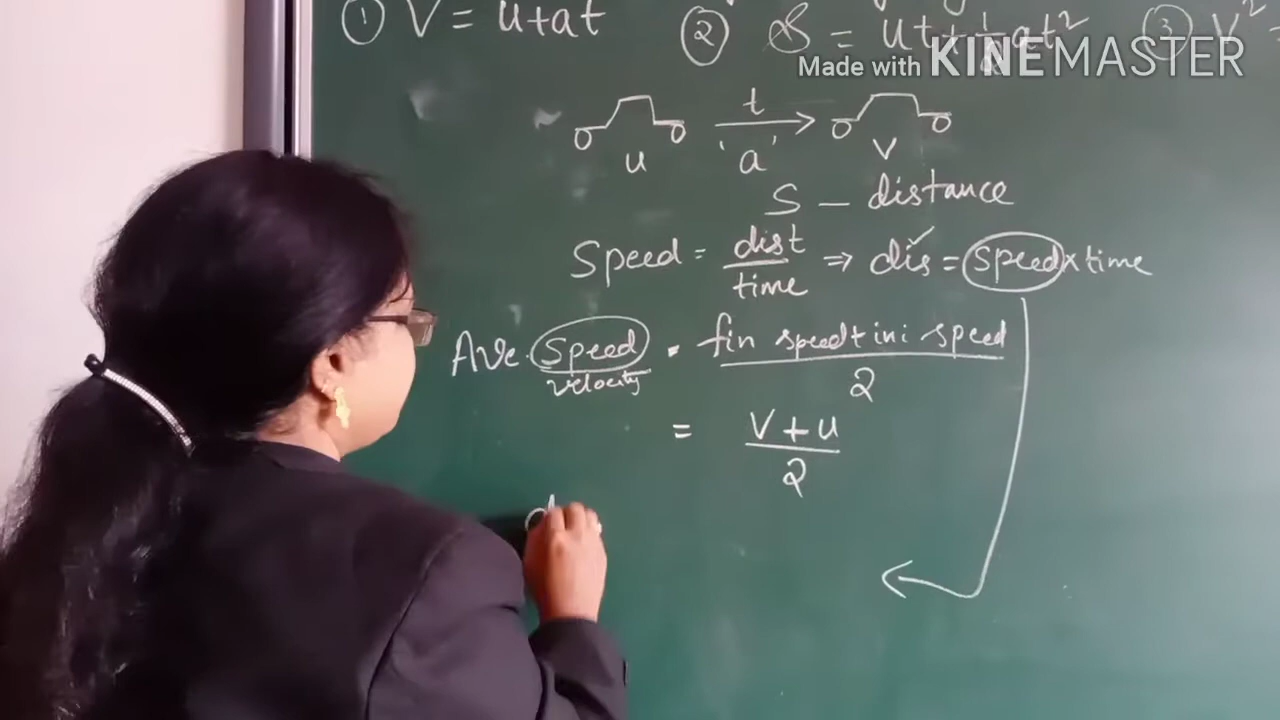 ① V = u+at ② S = ut+½at² ③ V² =
Made with KINEMASTER
t
'a'
u v
S — distance
Speed = dist/time ⇒ dis = speed × time
Ave. Speed = fin speed + ini speed / 2
velocity
= V + u / 2
d